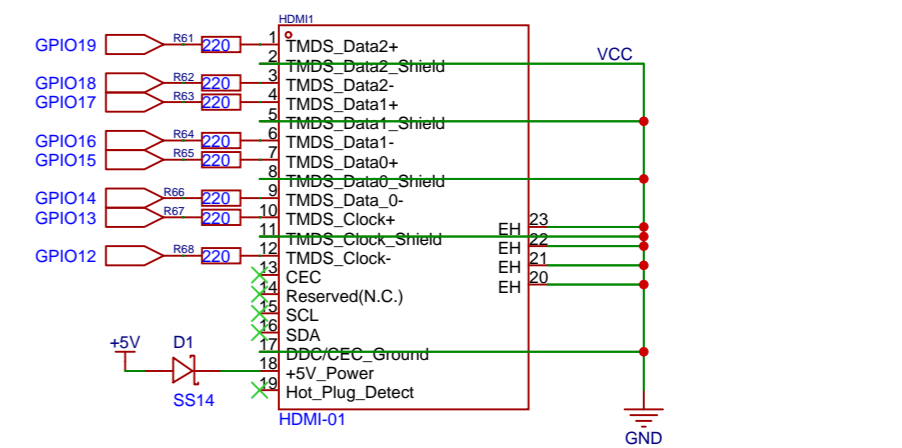 HDMI1
GPIO19 R61 220 1 TMDS_Data2+
2 TMDS_Data2_Shield VCC
GPIO18 R62 220 3 TMDS_Data2-
GPIO17 R63 220 4 TMDS_Data1+
5 TMDS_Data1_Shield
GPIO16 R64 220 6 TMDS_Data1-
GPIO15 R65 220 7 TMDS_Data0+
8 TMDS_Data0_Shield
GPIO14 R66 220 9 TMDS_Data_0-
GPIO13 R67 220 10 TMDS_Clock+
EH 23
11 TMDS_Clock_Shield
EH 22
GPIO12 R68 220 12 TMDS_Clock-
EH 21
13 CEC
EH 20
14 Reserved(N.C.)
15 SCL
16 SDA
17 DDC/CEC_Ground
+5V D1 18 +5V_Power
19 Hot_Plug_Detect
SS14
HDMI-01
GND